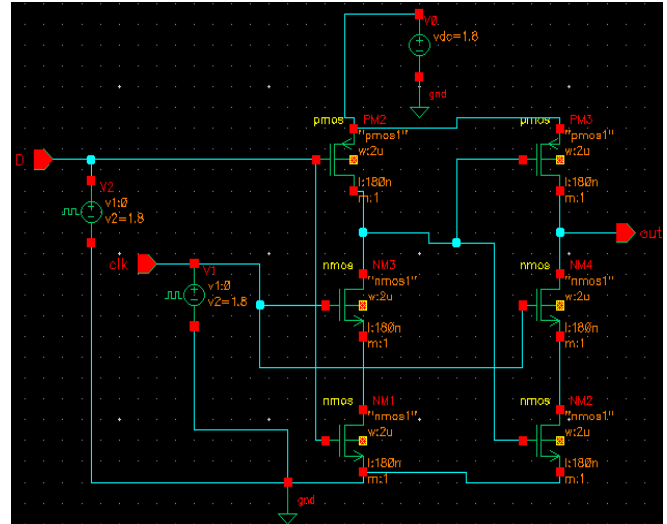 V0
vdc=1.8
gnd
pmos
PM2
"pmos1"
w:2u
l:180n
m:1
pmos
PM3
"pmos1"
w:2u
l:180n
m:1
D
V2
v1:0
v2=1.8
out
clk
V1
v1:0
v2=1.8
nmos
NM3
"nmos1"
w:2u
l:180n
m:1
nmos
NM4
"nmos1"
w:2u
l:180n
m:1
nmos
NM1
"nmos1"
w:2u
l:180n
m:1
nmos
NM2
"nmos1"
w:2u
l:180n
m:1
gnd